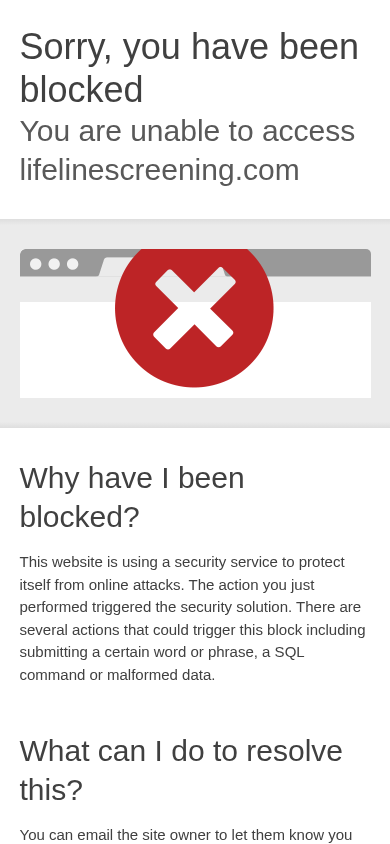 Sorry, you have been
blocked
You are unable to access
lifelinescreening.com
Why have I been
blocked?
This website is using a security service to protect
itself from online attacks. The action you just
performed triggered the security solution. There are
several actions that could trigger this block including
submitting a certain word or phrase, a SQL
command or malformed data.
What can I do to resolve
this?
You can email the site owner to let them know you